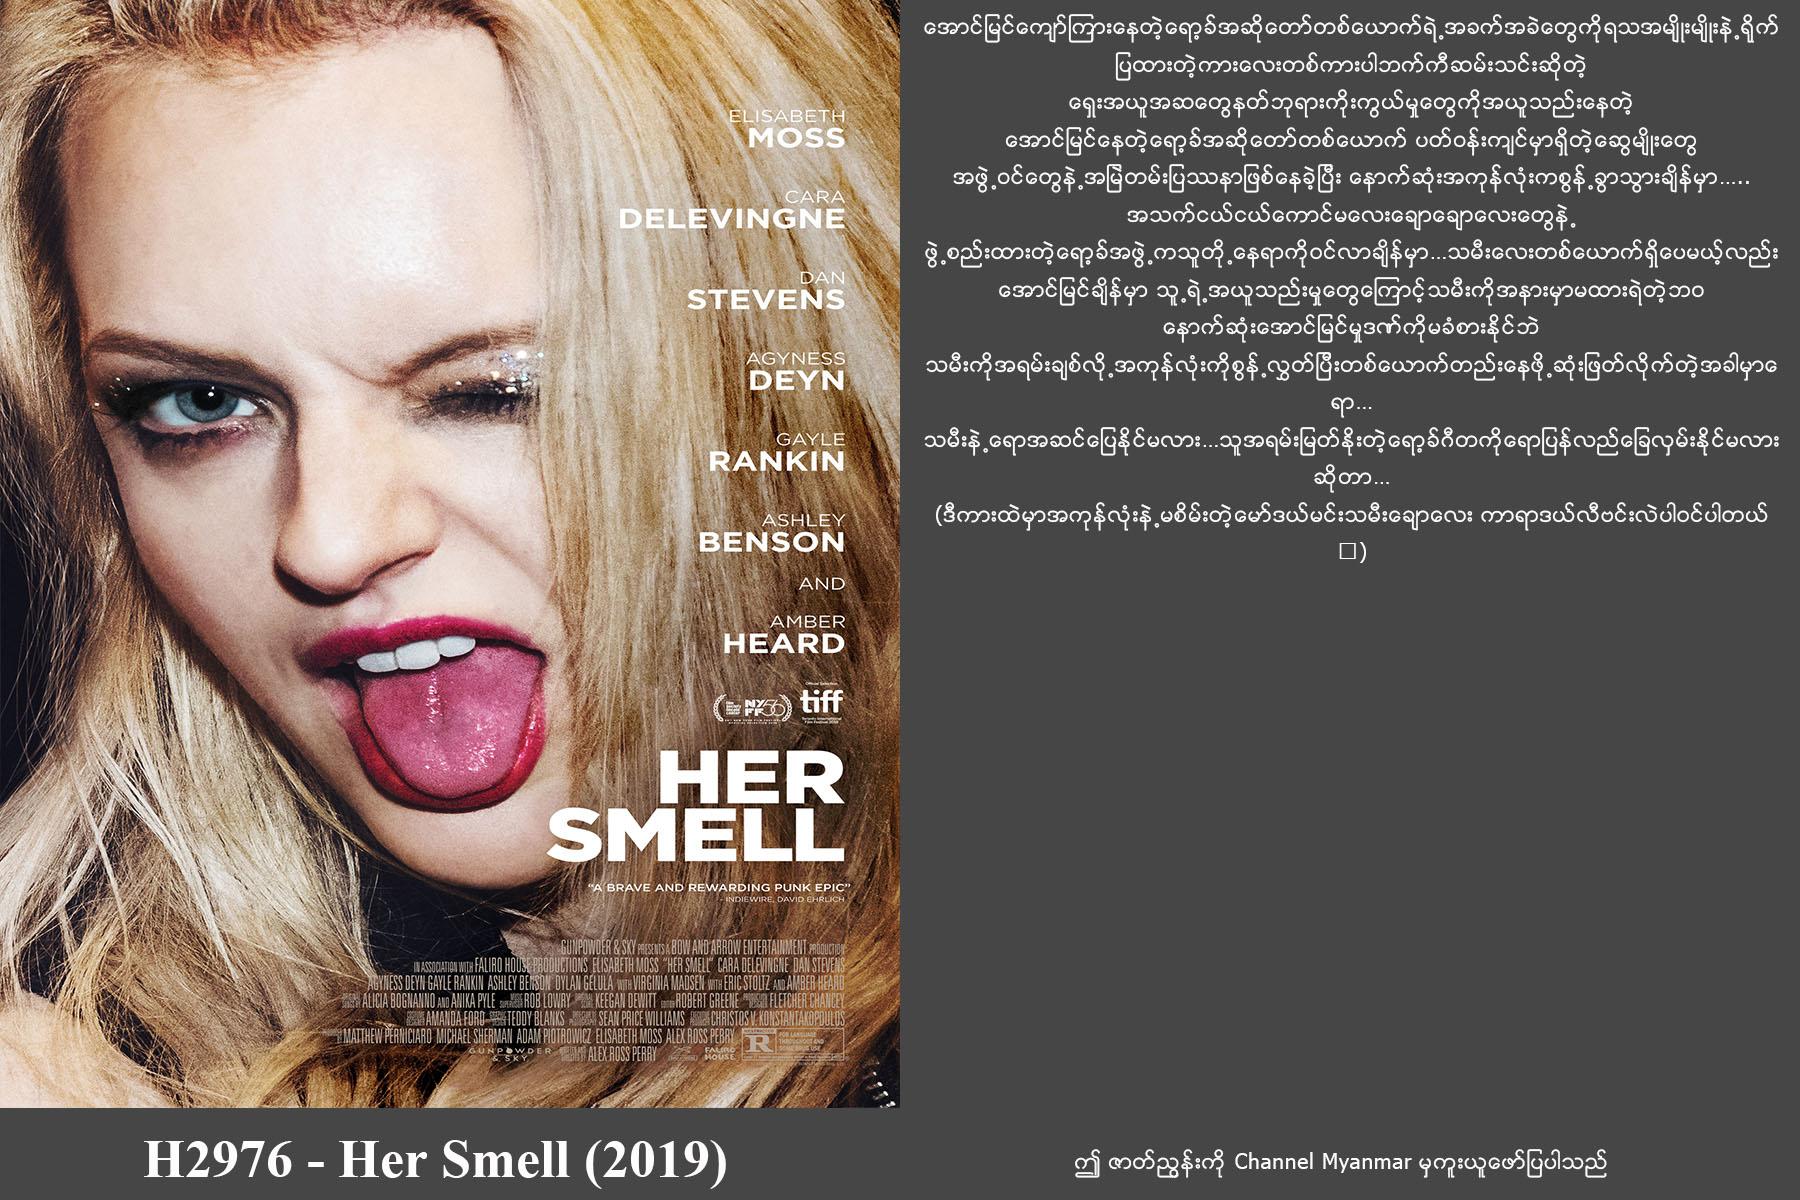 ELISABETH
MOSS
CARA
DELEVINGNE
DAN
STEVENS
AGYNESS
DEYN
GAYLE
RANKIN
ASHLEY
BENSON
AND
AMBER
HEARD
NYFF56
tiff
HER
SMELL
"A BRAVE AND REWARDING PUNK EPIC"
- INDIEWIRE, DAVID EHRLICH
GUNPOWDER & SKY PRESENTS A BOW AND ARROW ENTERTAINMENT PRODUCTION
IN ASSOCIATION WITH FALIRO HOUSE PRODUCTIONS ELISABETH MOSS "HER SMELL" CARA DELEVINGNE DAN STEVENS
AGYNESS DEYN GAYLE RANKIN ASHLEY BENSON DYLAN GELULA WITH VIRGINIA MADSEN WITH ERIC STOLTZ AND AMBER HEARD
ALICIA BOGNANNO AND ANIKA PYLE ROB LOWRY KEEGAN DEWITT ROBERT GREENE FLETCHER CHANCEY
AMANDA FORD TEDDY BLANKS SEAN PRICE WILLIAMS CHRISTOS V. KONSTANTAKOPOULOS
MATTHEW PERNICIARO MICHAEL SHERMAN ADAM PIOTROWICZ ELISABETH MOSS ALEX ROSS PERRY
GUNPOWDER & SKY ALEX ROSS PERRY FALIRO HOUSE R
အောင်မြင်ကျော်ကြားနေတဲ့ရော့ခ်အဆိုတော်တစ်ယောက်ရဲ့အခက်အခဲတွေကိုရသအမျိုးမျိုးနဲ့ရိုက်
ပြထားတဲ့ကားလေးတစ်ကားပါဘက်ကီဆမ်းသင်းဆိုတဲ့
ရှေးအယူအဆတွေနတ်ဘုရားကိုးကွယ်မှုတွေကိုအယူသည်းနေတဲ့
အောင်မြင်နေတဲ့ရော့ခ်အဆိုတော်တစ်ယောက် ပတ်ဝန်းကျင်မှာရှိတဲ့ဆွေမျိုးတွေ
အဖွဲ့ဝင်တွေနဲ့အမြဲတမ်းပြဿနာဖြစ်နေခဲ့ပြီး နောက်ဆုံးအကုန်လုံးကစွန့်ခွာသွားချိန်မှာ…..
အသက်ငယ်ငယ်ကောင်မလေးချောချောလေးတွေနဲ့
ဖွဲ့စည်းထားတဲ့ရော့ခ်အဖွဲ့ကသူတို့နေရာကိုဝင်လာချိန်မှာ…သမီးလေးတစ်ယောက်ရှိပေမယ့်လည်း
အောင်မြင်ချိန်မှာ သူ့ရဲ့အယူသည်းမှုတွေကြောင့်သမီးကိုအနားမှာမထားရဲတဲ့ဘဝ
နောက်ဆုံးအောင်မြင်မှုဒဏ်ကိုမခံစားနိုင်ဘဲ
သမီးကိုအရမ်းချစ်လို့အကုန်လုံးကိုစွန့်လွှတ်ပြီးတစ်ယောက်တည်းနေဖို့ဆုံးဖြတ်လိုက်တဲ့အခါမှာရေ
ရာ…
သမီးနဲ့ရောအဆင်ပြေနိုင်မလား…သူအရမ်းမြတ်နိုးတဲ့ရော့ခ်ဂီတကိုရောပြန်လည်ခြေလှမ်းနိုင်မလား
ဆိုတာ…
(ဒီကားထဲမှာအကုန်လုံးနဲ့မစိမ်းတဲ့မော်ဒယ်မင်းသမီးချောလေး ကာရာဒယ်လီဗင်းလဲပါဝင်ပါတယ်
)
H2976 - Her Smell (2019)
ဤ ဇာတ်ညွှန်းကို Channel Myanmar မှကူးယူဖော်ပြပါသည်